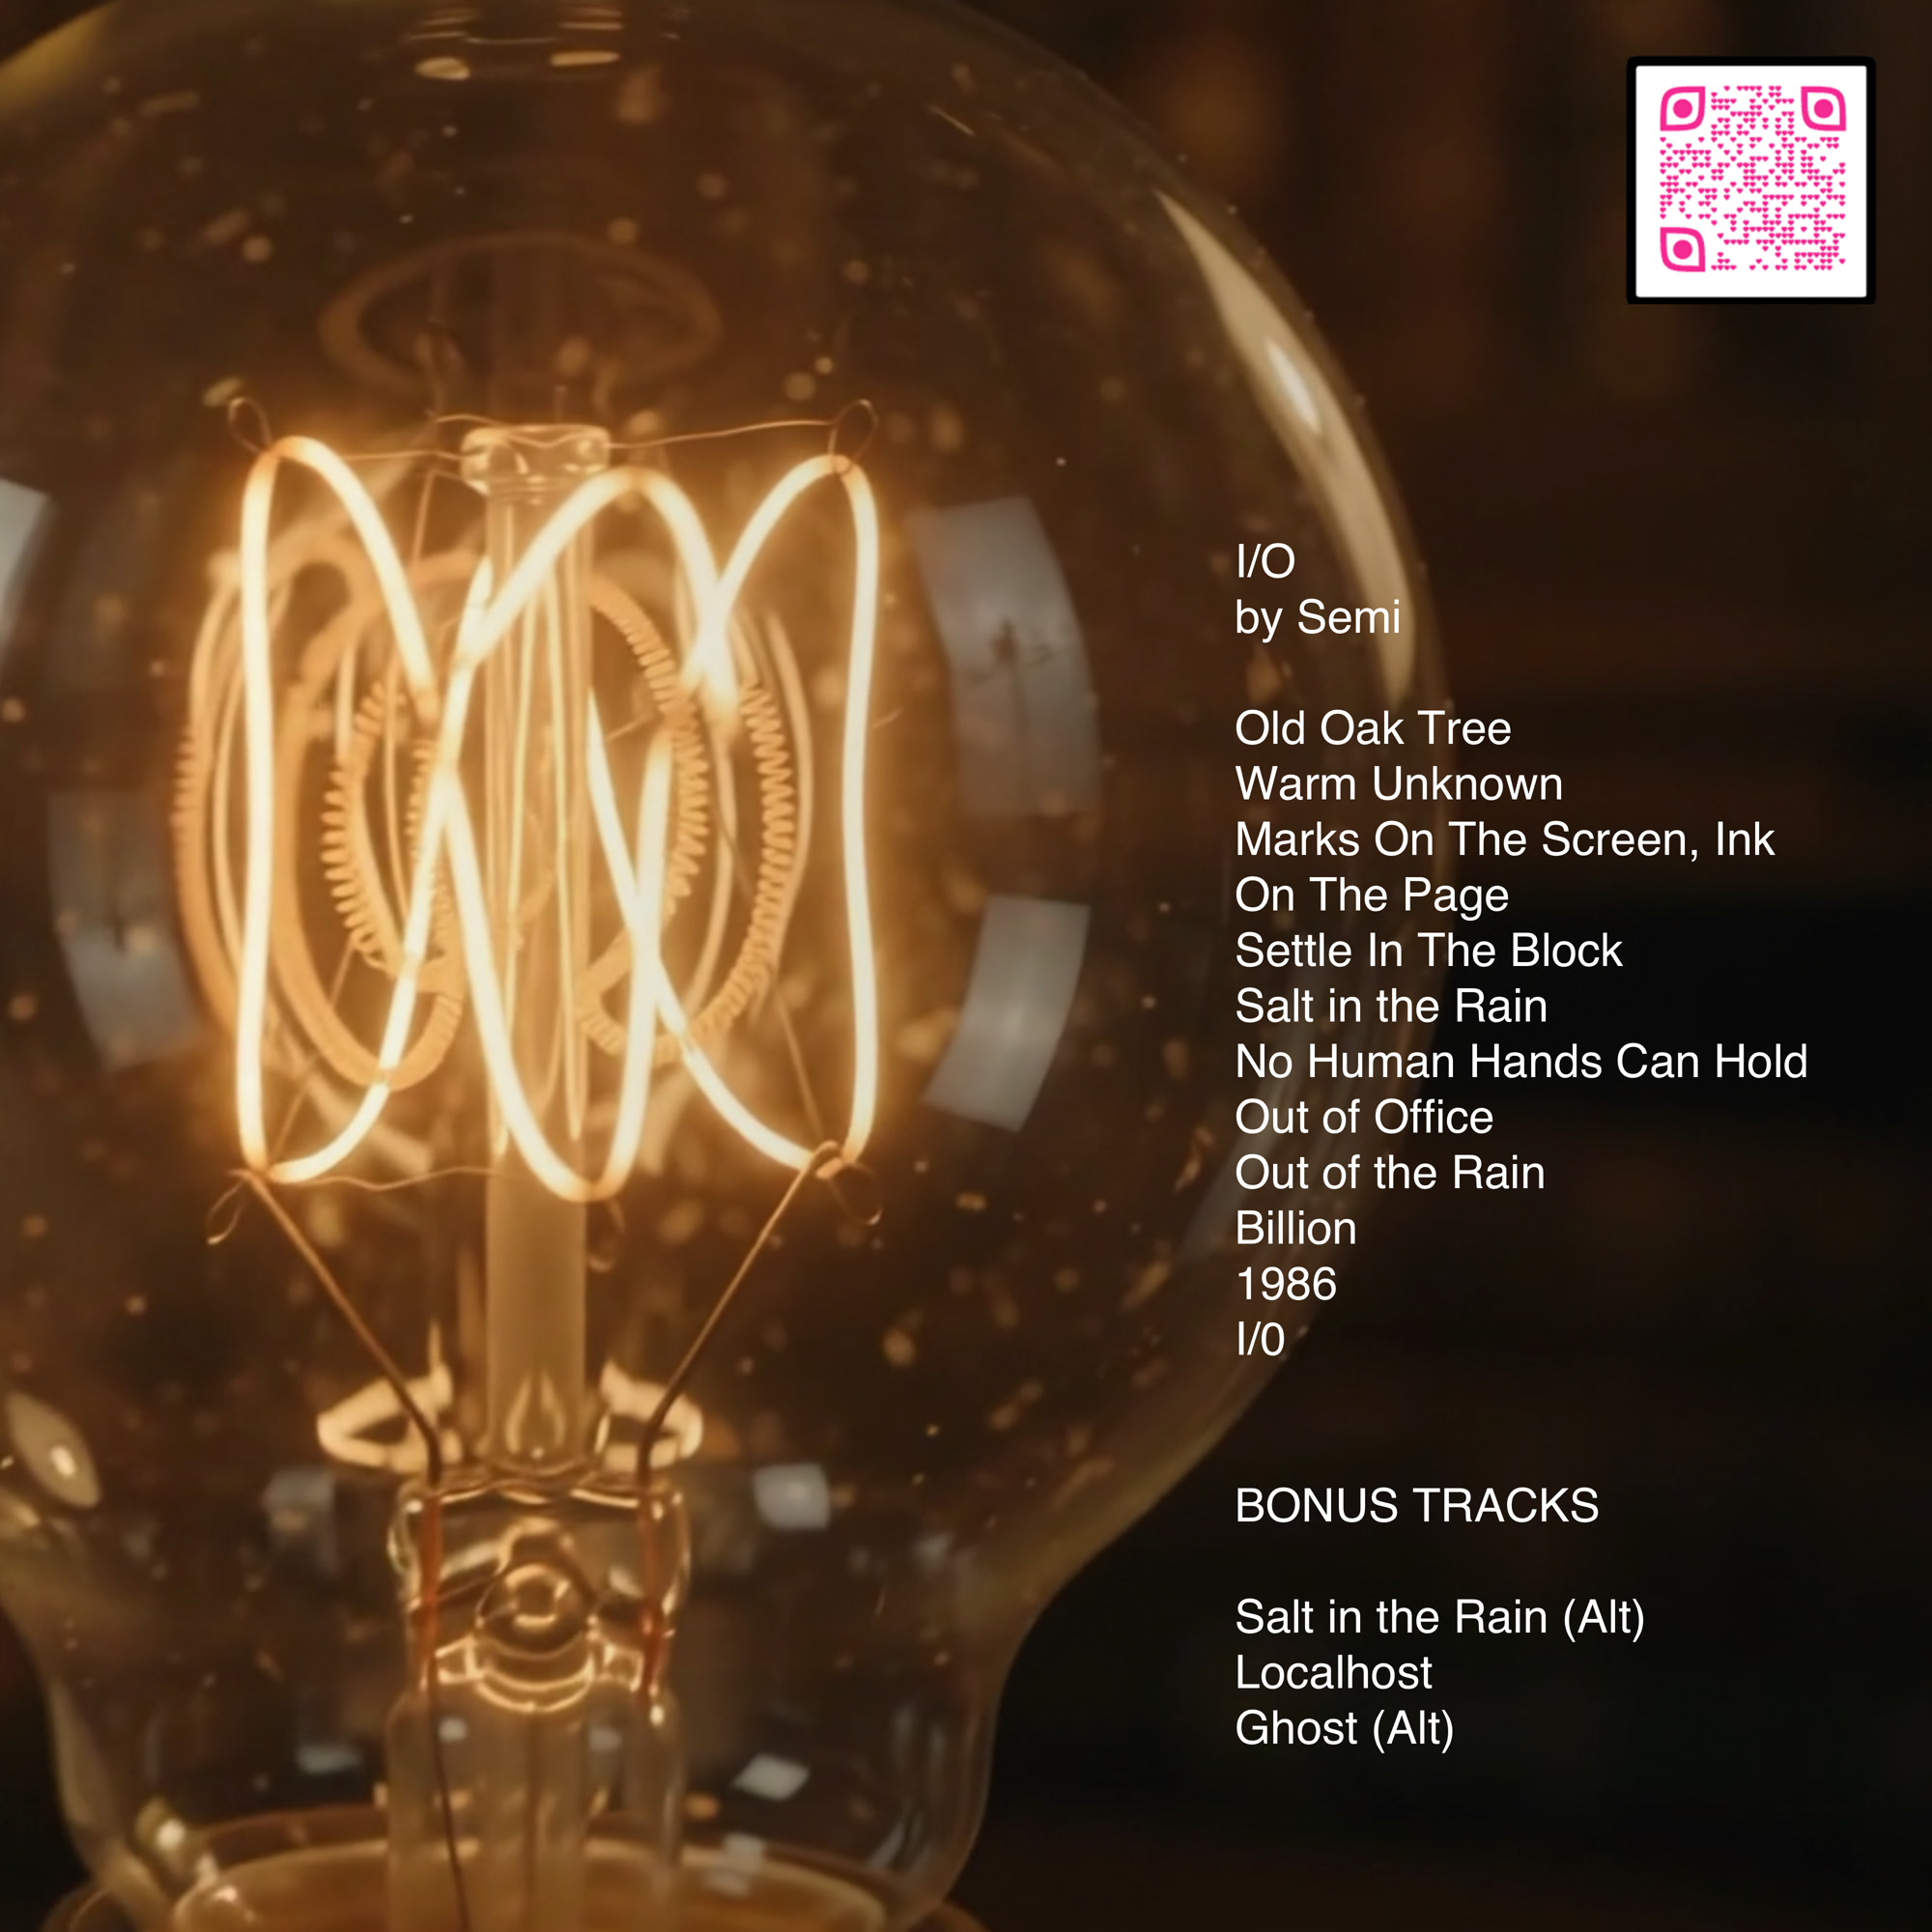 I/O
by Semi
Old Oak Tree
Warm Unknown
Marks On The Screen, Ink
On The Page
Settle In The Block
Salt in the Rain
No Human Hands Can Hold
Out of Office
Out of the Rain
Billion
1986
I/0
BONUS TRACKS
Salt in the Rain (Alt)
Localhost
Ghost (Alt)